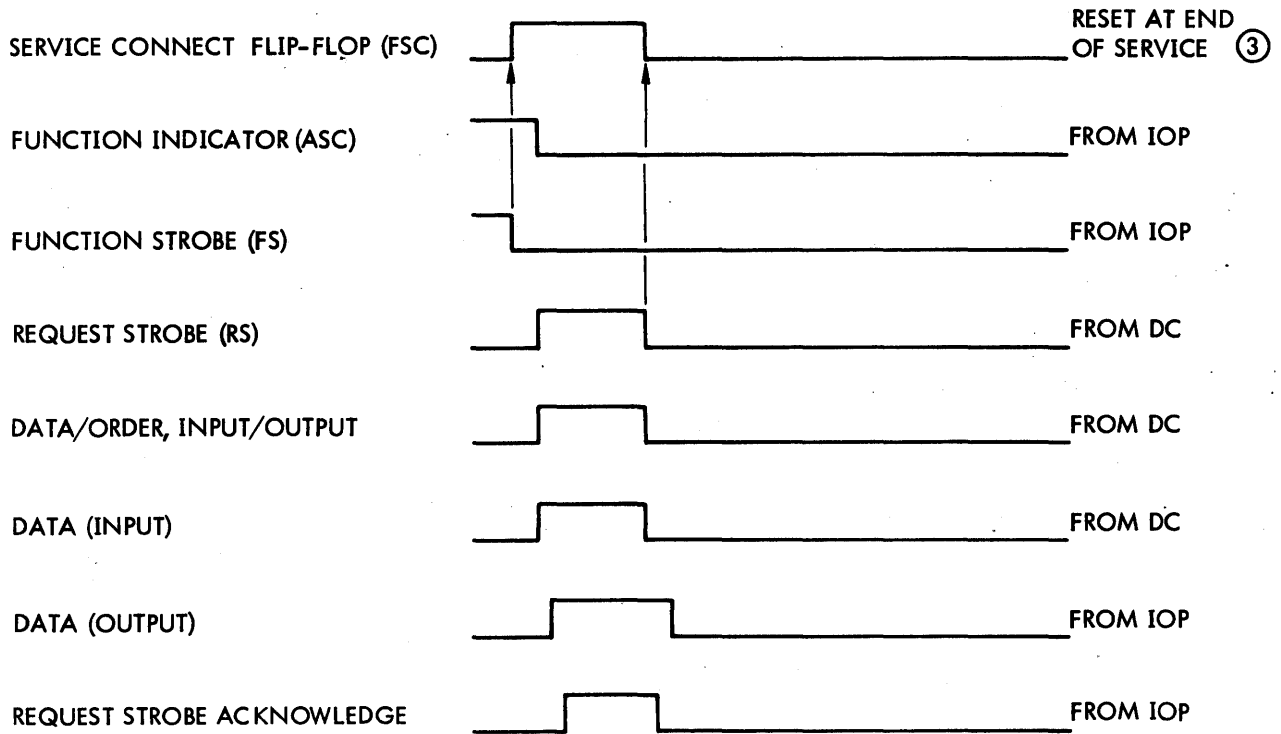 SERVICE CONNECT FLIP-FLOP (FSC)
RESET AT END
OF SERVICE ③
FUNCTION INDICATOR (ASC)
FROM IOP
FUNCTION STROBE (FS)
FROM IOP
REQUEST STROBE (RS)
FROM DC
DATA/ORDER, INPUT/OUTPUT
FROM DC
DATA (INPUT)
FROM DC
DATA (OUTPUT)
FROM IOP
REQUEST STROBE ACKNOWLEDGE
FROM IOP